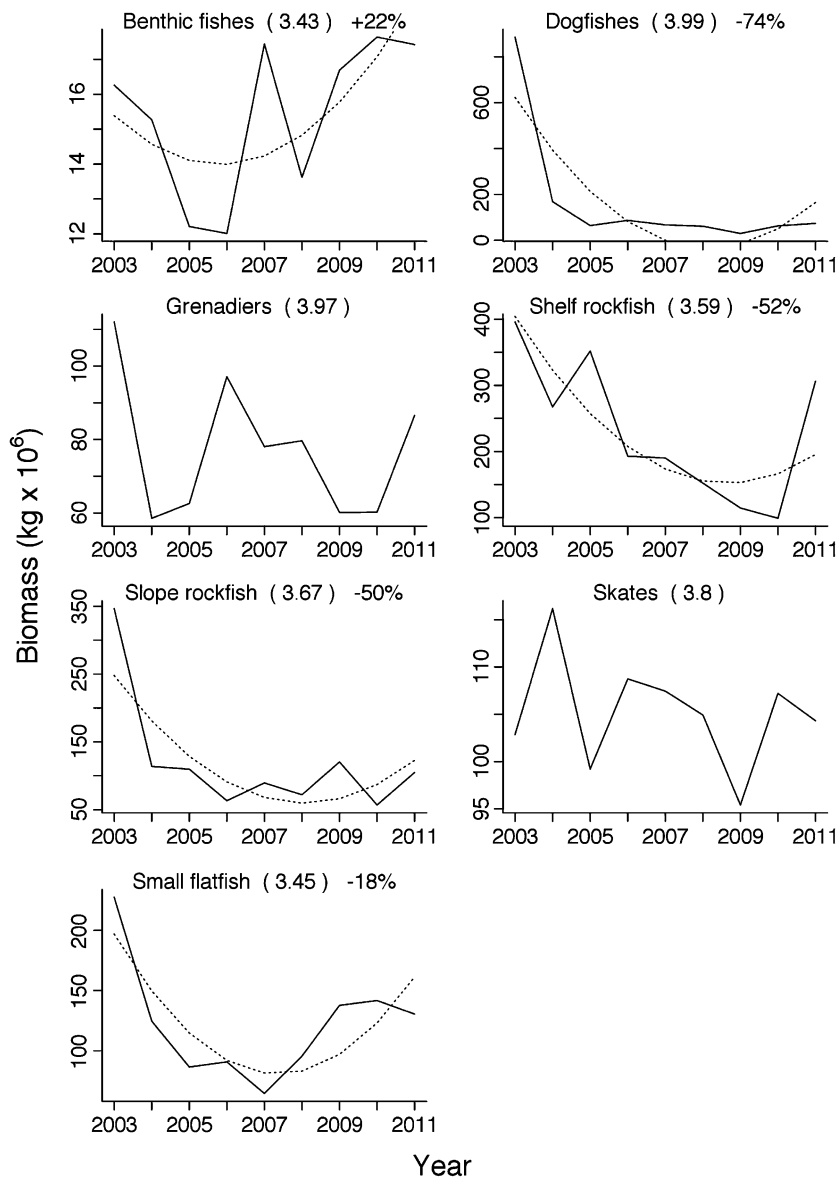 Benthic fishes ( 3.43 ) +22%
12 14 16
2003 2005 2007 2009 2011
Dogfishes ( 3.99 ) -74%
0 200 600
2003 2005 2007 2009 2011
Grenadiers ( 3.97 )
60 80 100
2003 2005 2007 2009 2011
Shelf rockfish ( 3.59 ) -52%
100 200 300 400
2003 2005 2007 2009 2011
Slope rockfish ( 3.67 ) -50%
50 150 250 350
2003 2005 2007 2009 2011
Skates ( 3.8 )
95 100 110
2003 2005 2007 2009 2011
Small flatfish ( 3.45 ) -18%
100 150 200
2003 2005 2007 2009 2011
Biomass (kg x 10⁶)
Year